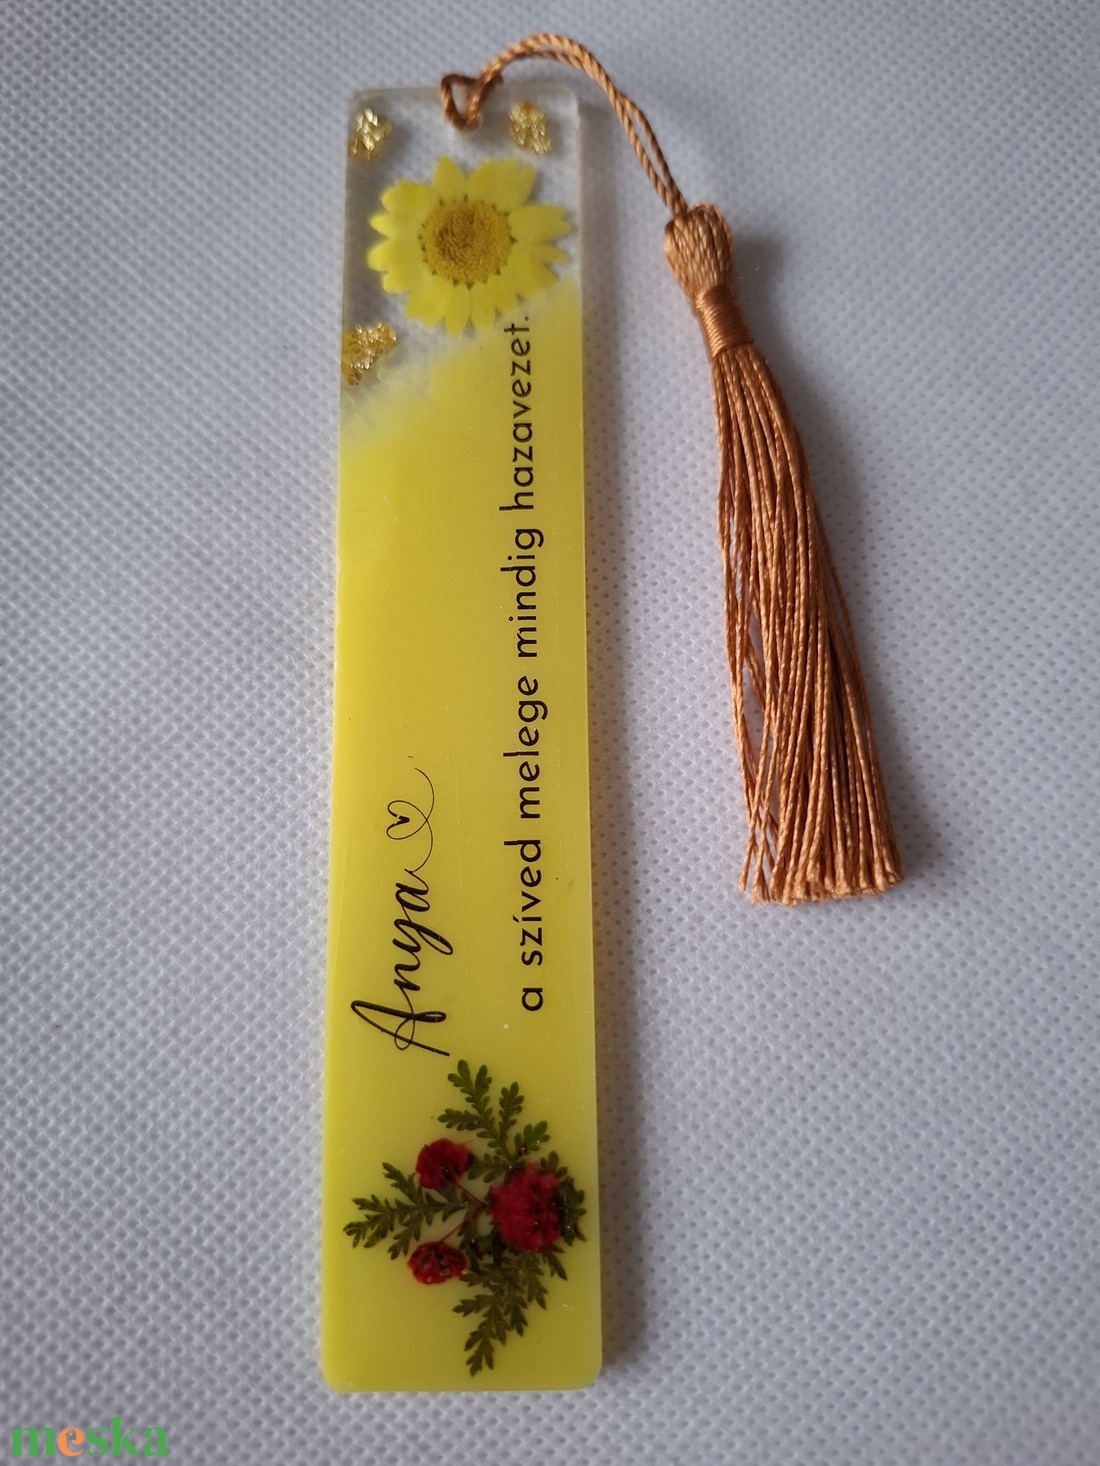 Anya
a szíved melege mindig hazavezet.
meska